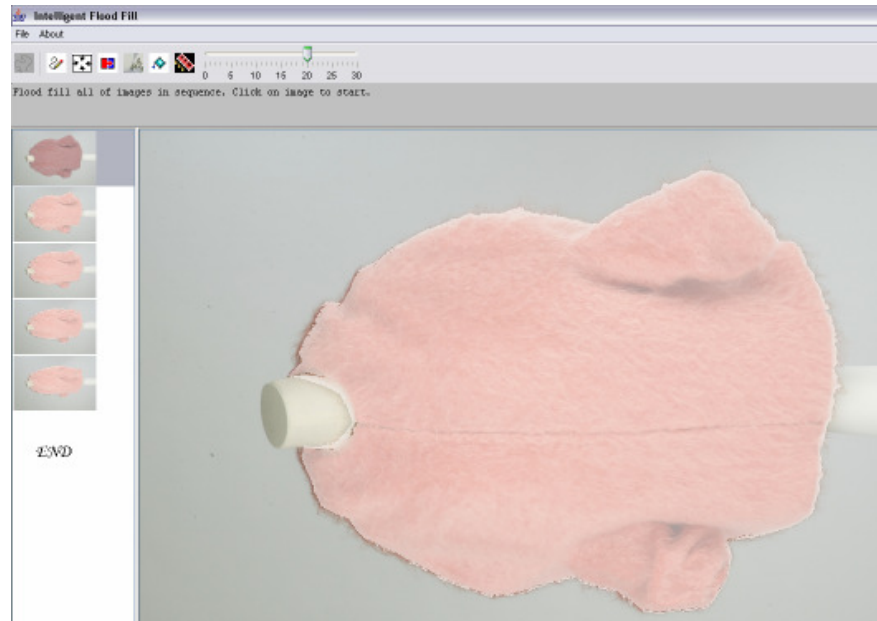 Intelligent Flood Fill
File About
0 5 10 15 20 25 30
Flood fill all of images in sequence. Click on image to start.
END